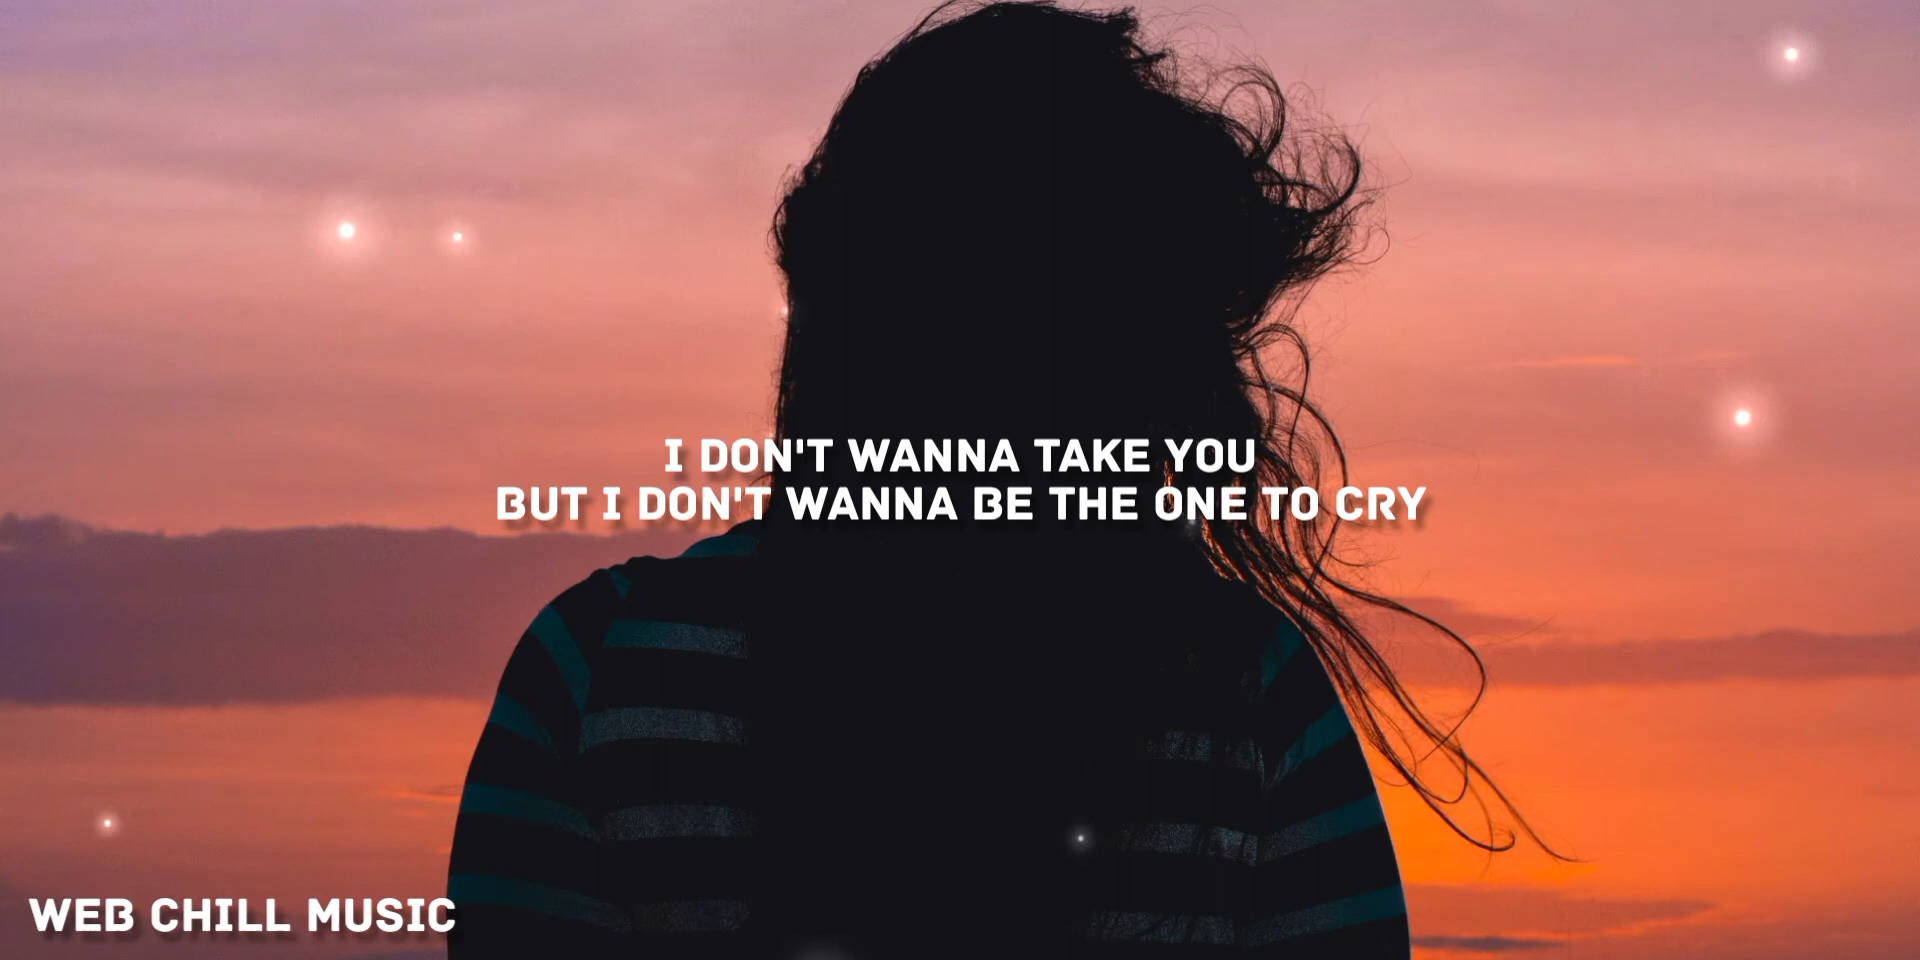 I DON'T WANNA TAKE YOU
BUT I DON'T WANNA BE THE ONE TO CRY
WEB CHILL MUSIC